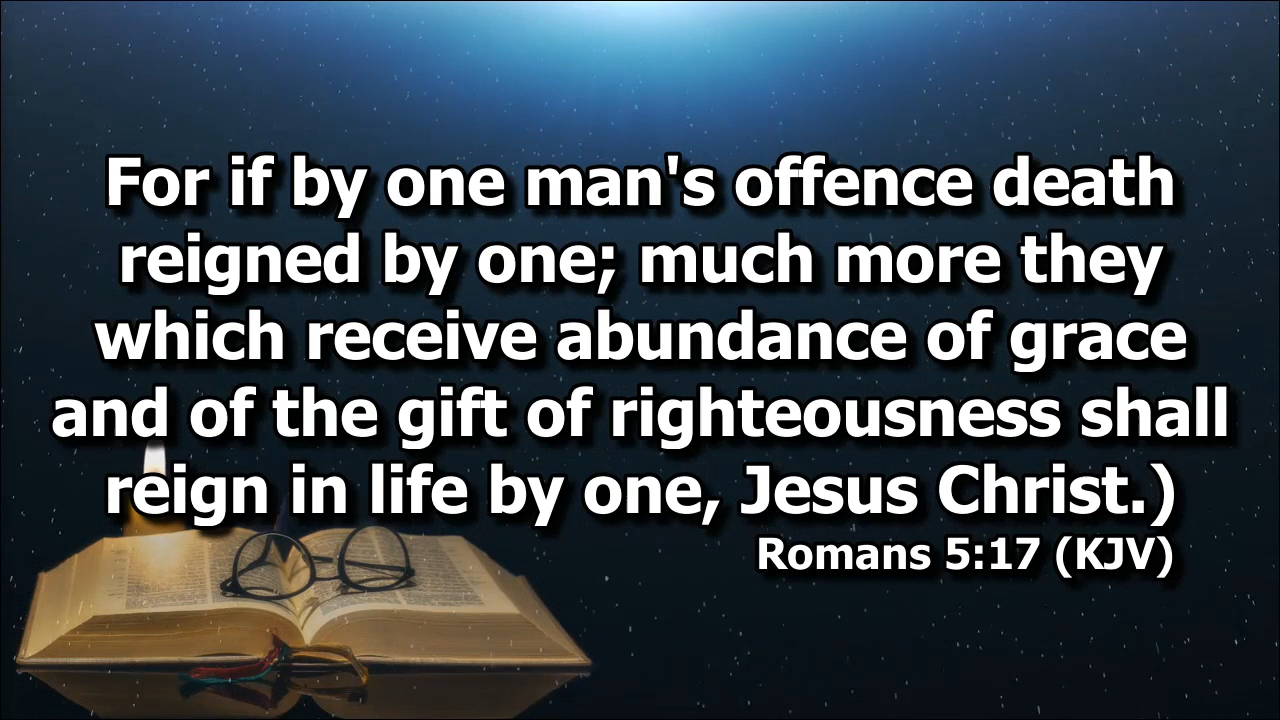 For if by one man's offence death
reigned by one; much more they
which receive abundance of grace
and of the gift of righteousness shall
reign in life by one, Jesus Christ.)
Romans 5:17 (KJV)